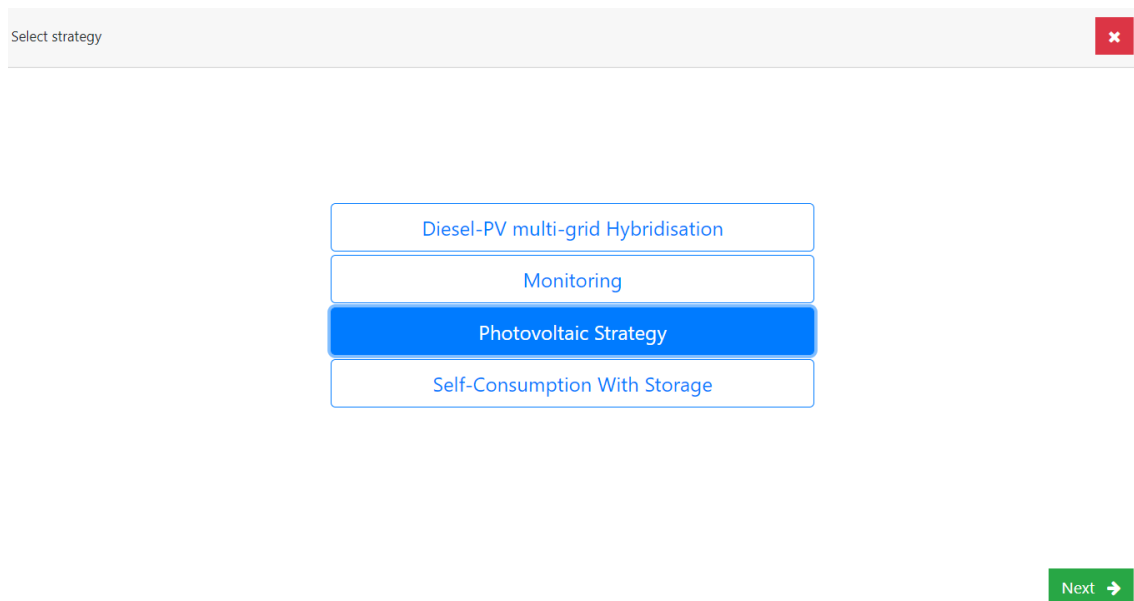 Select strategy
Diesel-PV multi-grid Hybridisation
Monitoring
Photovoltaic Strategy
Self-Consumption With Storage
Next